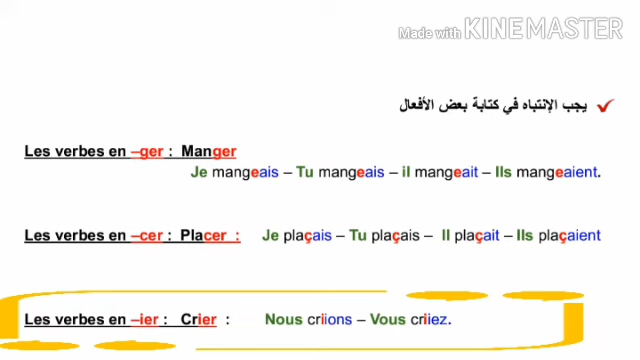 Made with KINEMASTER
يجب الإنتباه في كتابة بعض الأفعال
Les verbes en –ger : Manger
Je mangeais – Tu mangeais – il mangeait – Ils mangeaient.
Les verbes en –cer : Placer : Je plaçais – Tu plaçais – Il plaçait – Ils plaçaient
Les verbes en –ier : Crier : Nous criions – Vous criiez.